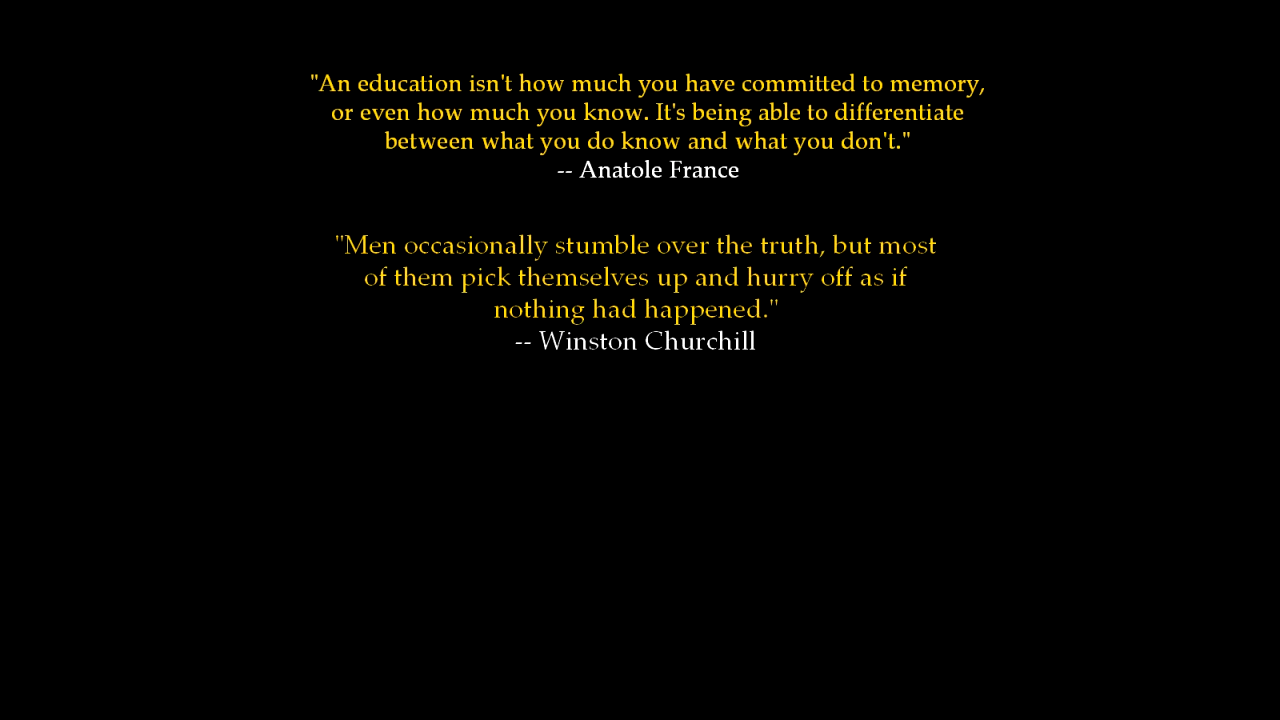 "An education isn't how much you have committed to memory,
or even how much you know. It's being able to differentiate
between what you do know and what you don't."
-- Anatole France
"Men occasionally stumble over the truth, but most
of them pick themselves up and hurry off as if
nothing had happened."
-- Winston Churchill